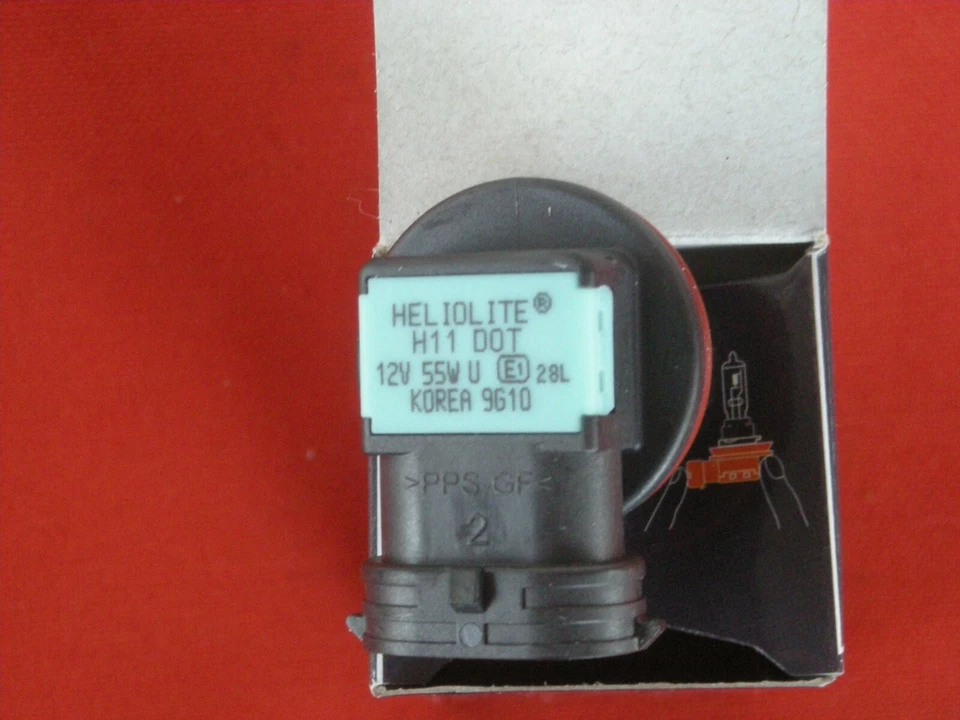 HELIOLITE®
H11 DOT
12V 55W U E1 28L
KOREA 9G10
>PPS-GF<
2